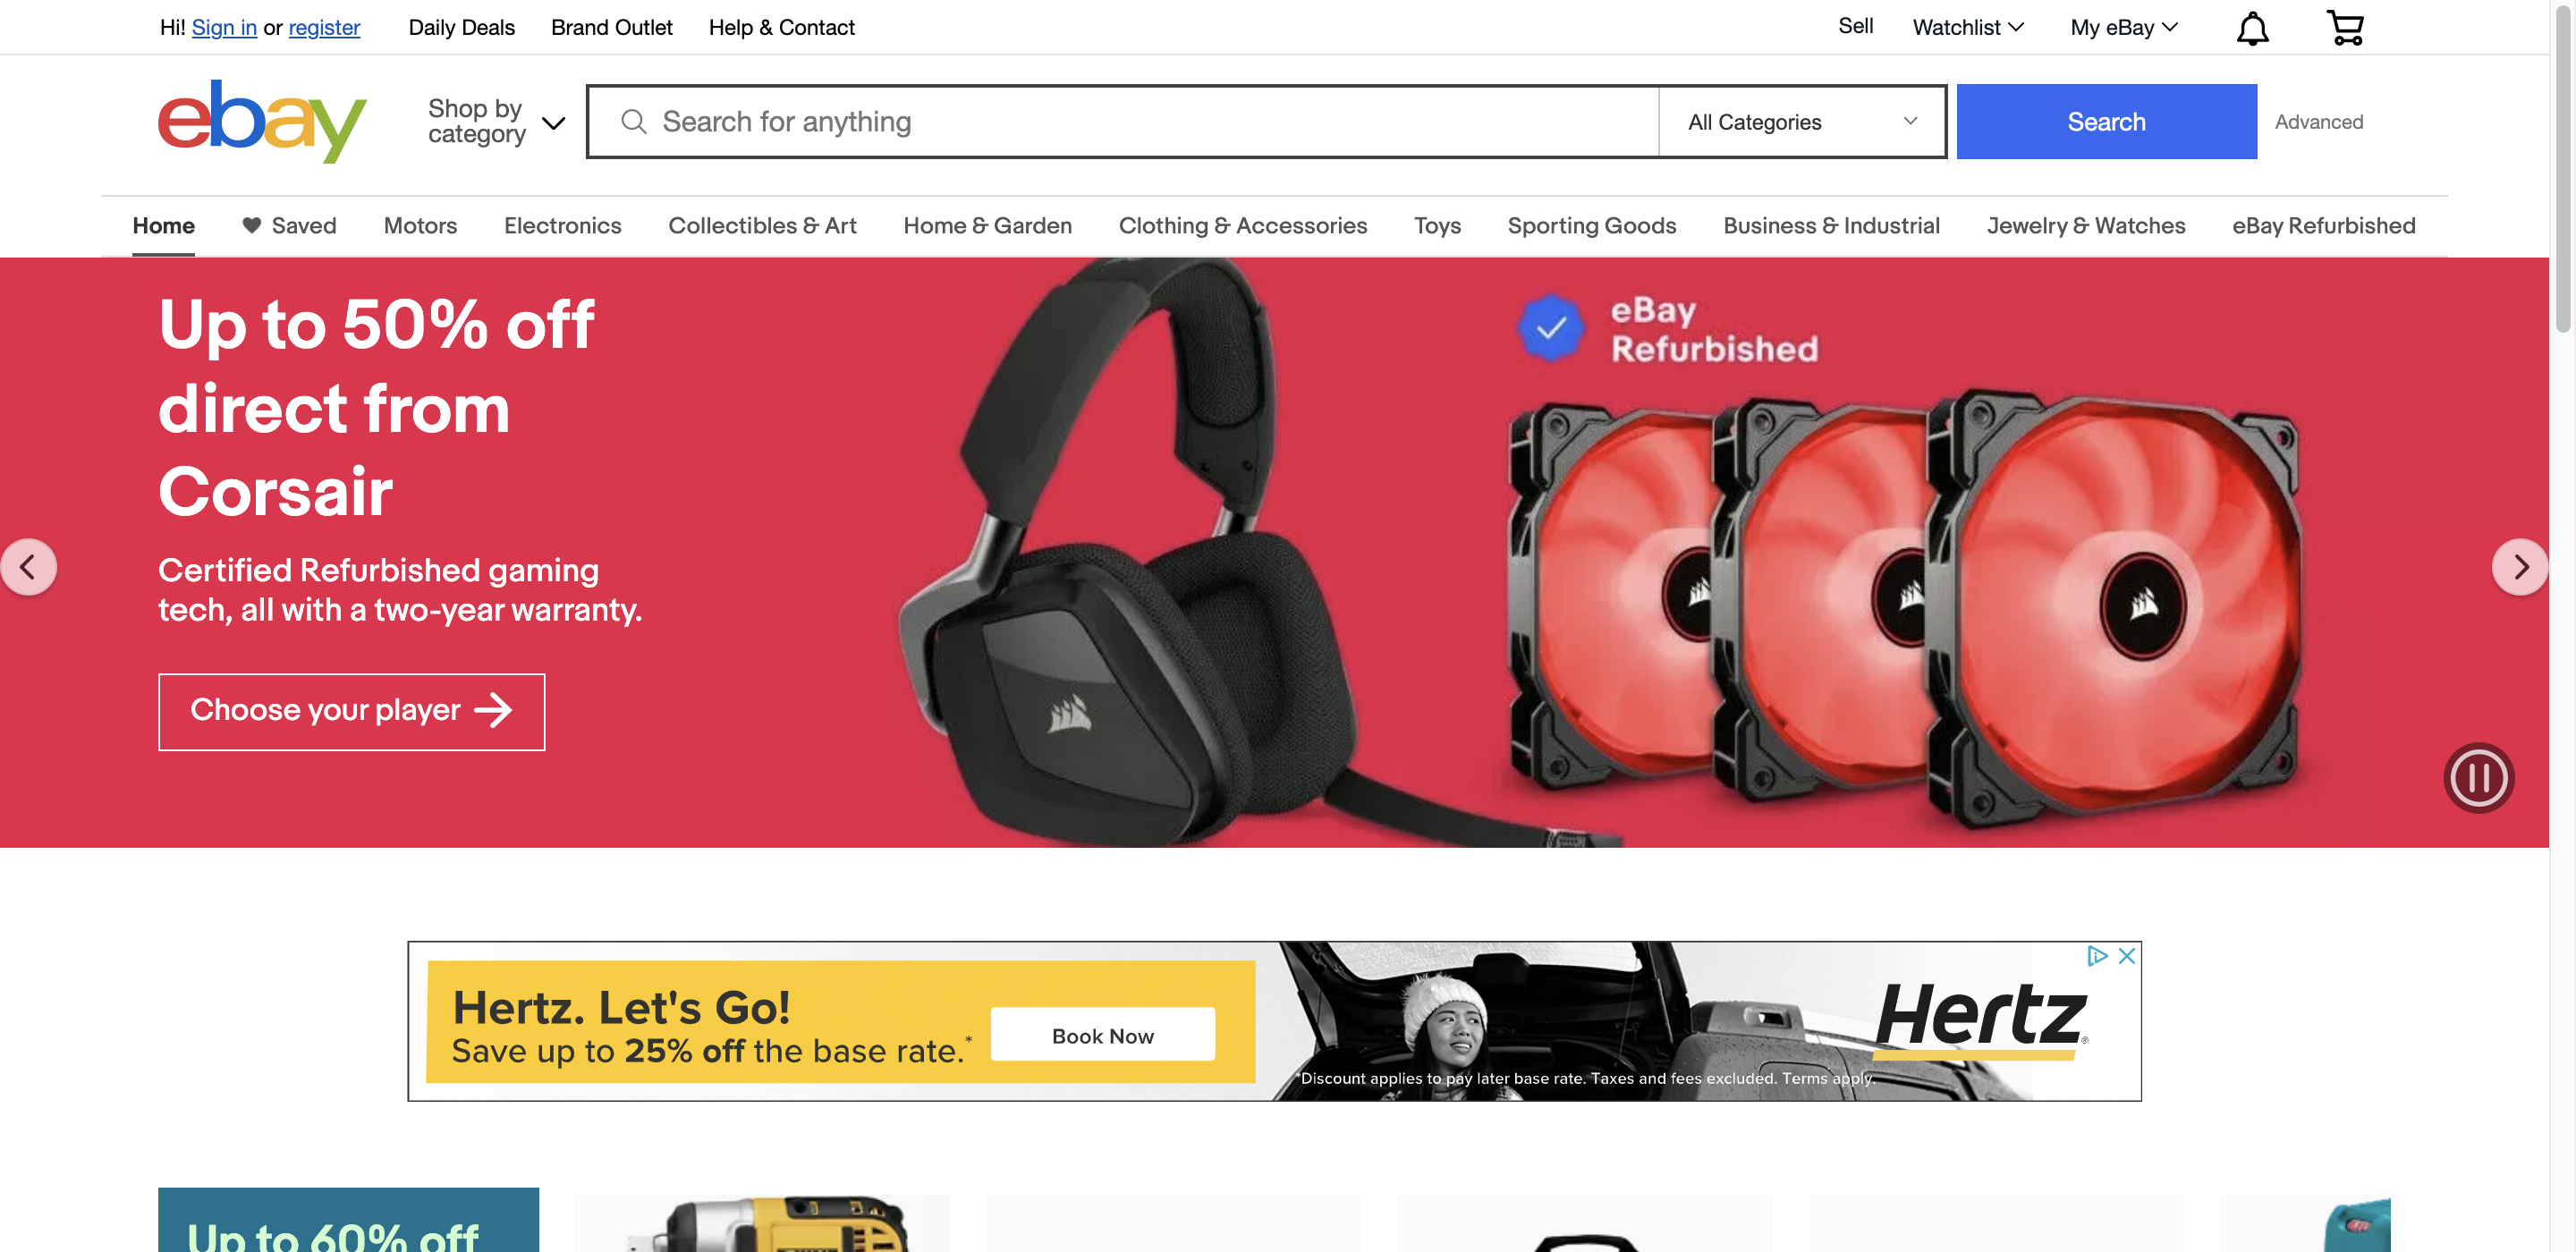 Hi! Sign in or register Daily Deals Brand Outlet Help & Contact Sell Watchlist My eBay
ebay
Shop by
category
Search for anything
All Categories
Search
Advanced
Home Saved Motors Electronics Collectibles & Art Home & Garden Clothing & Accessories Toys Sporting Goods Business & Industrial Jewelry & Watches eBay Refurbished
Up to 50% off
direct from
Corsair
Certified Refurbished gaming
tech, all with a two-year warranty.
Choose your player
eBay
Refurbished
Hertz. Let's Go!
Save up to 25% off the base rate.*
Book Now
Hertz®
*Discount applies to pay later base rate. Taxes and fees excluded. Terms apply.
Up to 60% off